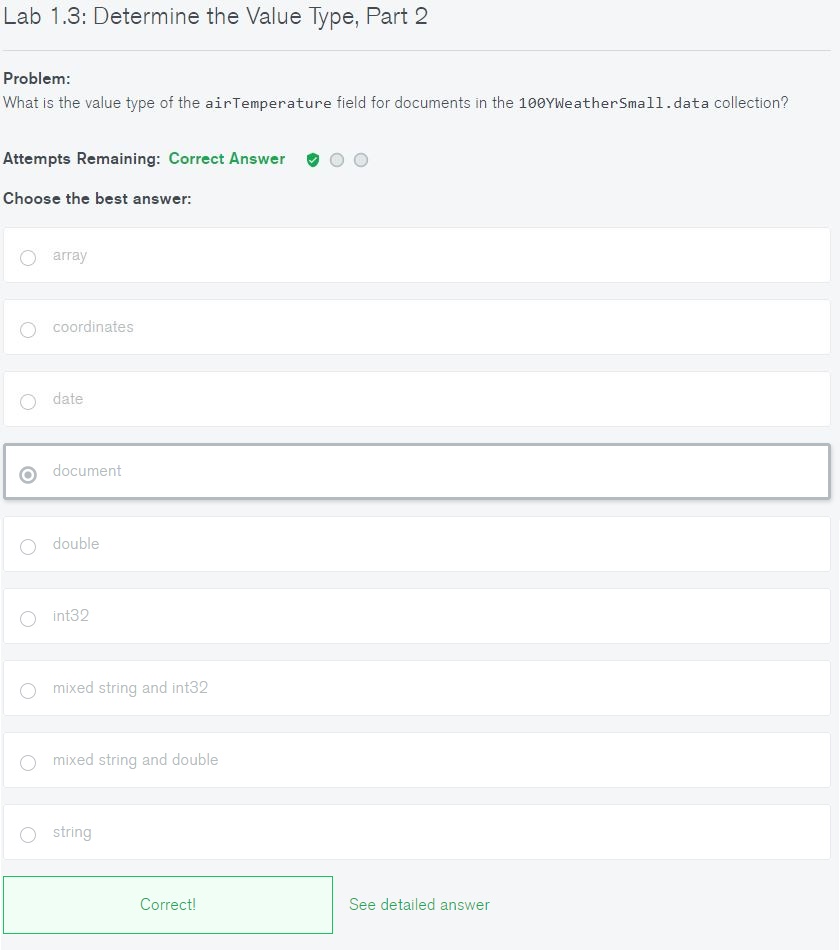 Lab 1.3: Determine the Value Type, Part 2
Problem:
What is the value type of the airTemperature field for documents in the 100YWeatherSmall.data collection?
Attempts Remaining: Correct Answer
Choose the best answer:
array
coordinates
date
document
double
int32
mixed string and int32
mixed string and double
string
Correct! See detailed answer